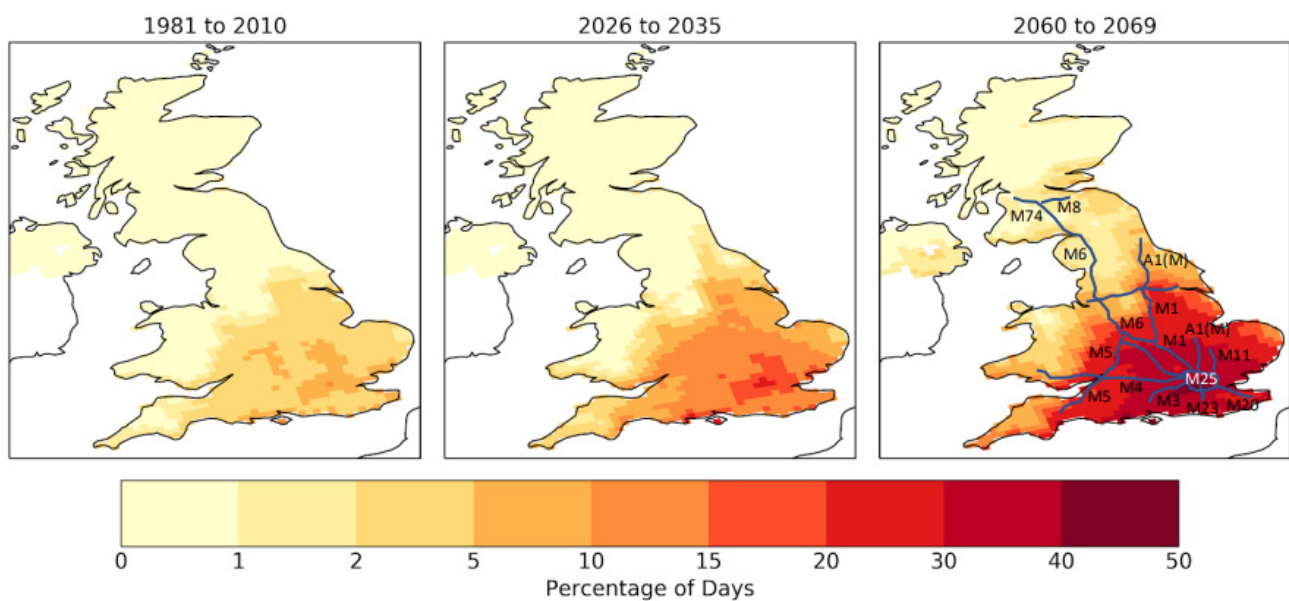 1981 to 2010
2026 to 2035
2060 to 2069
M74
M8
M6
A1(M)
M1
M6
A1(M)
M1
M5
M11
M25
M4
M5
M3
M23
M20
0 1 2 5 10 15 20 30 40 50
Percentage of Days